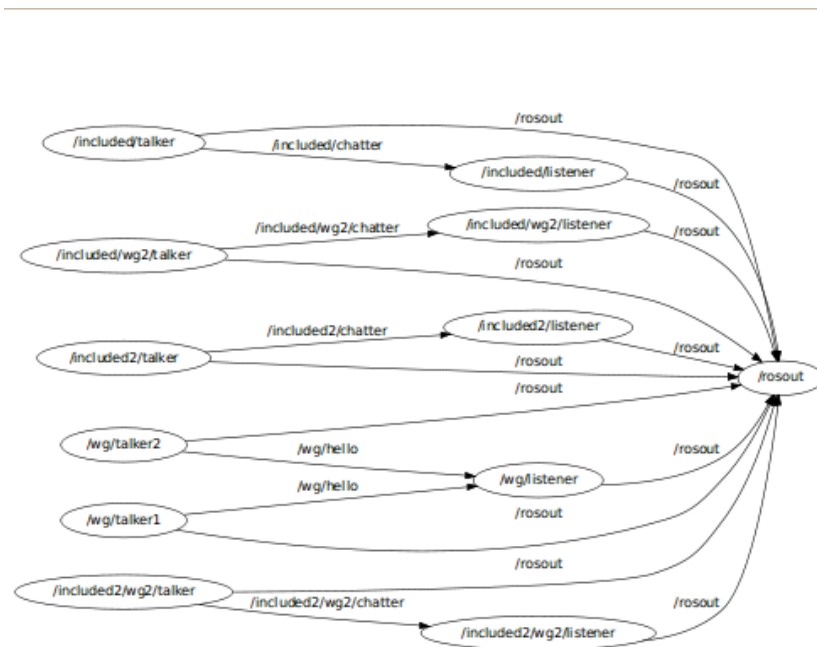 /rosout
/included/talker
/included/chatter
/included/listener
/rosout
/included/wg2/chatter
/included/wg2/listener
/rosout
/included/wg2/talker
/rosout
/included2/chatter
/included2/listener
/rosout
/included2/talker
/rosout
/rosout
/rosout
/wg/talker2
/wg/hello
/rosout
/wg/listener
/wg/hello
/wg/talker1
/rosout
/rosout
/included2/wg2/talker
/included2/wg2/chatter
/rosout
/included2/wg2/listener